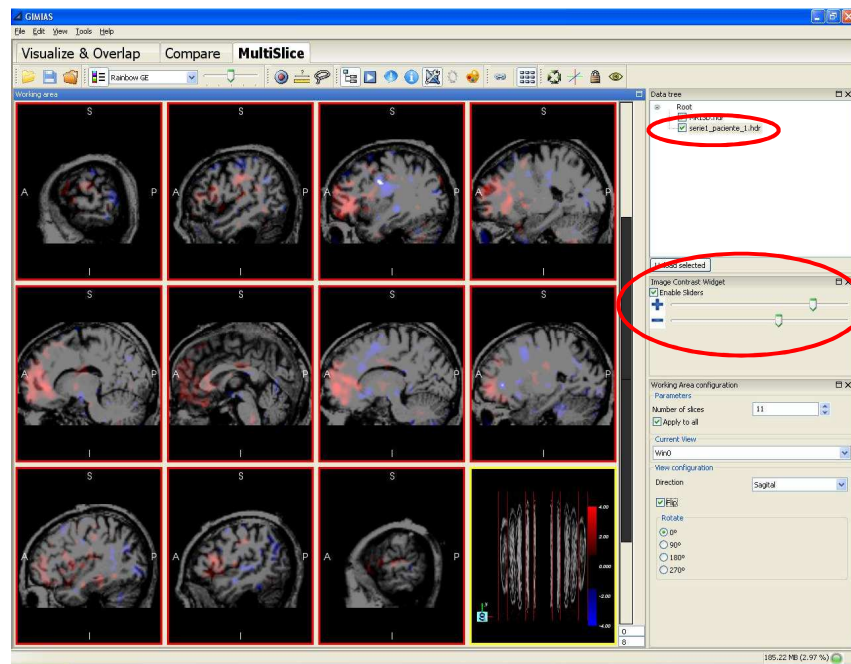 GIMIAS
File Edit View Tools Help
Visualize & Overlap Compare MultiSlice
Rainbow GE
Working area
S S S S
A P A P A P A P
I I I I
S S S S
A P A P A P A P
I I I I
S S S
A P A P A P
I I I
4.00
2.00
0.000
-2.00
-4.00
0
8
Data tree
Root
serie1_paciente_1.hdr
Unload selected
Image Contrast Widget
Enable Sliders
Working Area configuration
Parameters
Number of slices 11
Apply to all
Current View
Win0
View configuration
Direction Sagital
Flip
Rotate
0º
90º
180º
270º
185.22 MB (2.97 %)